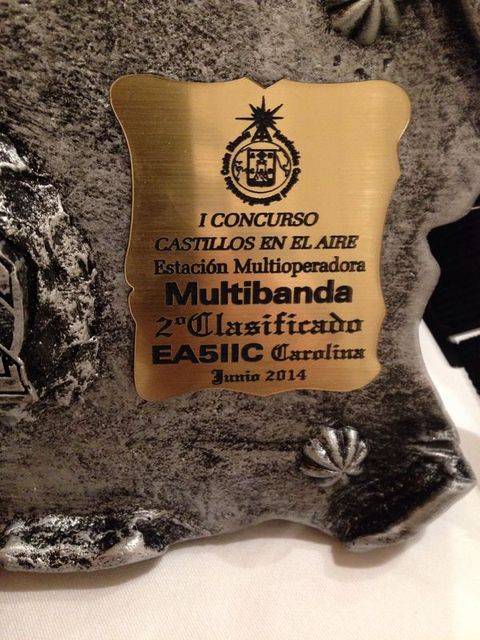 I CONCURSO
CASTILLOS EN EL AIRE
Estación Multioperadora
Multibanda
2º Clasificado
EA5IIC Carolina
Junio 2014